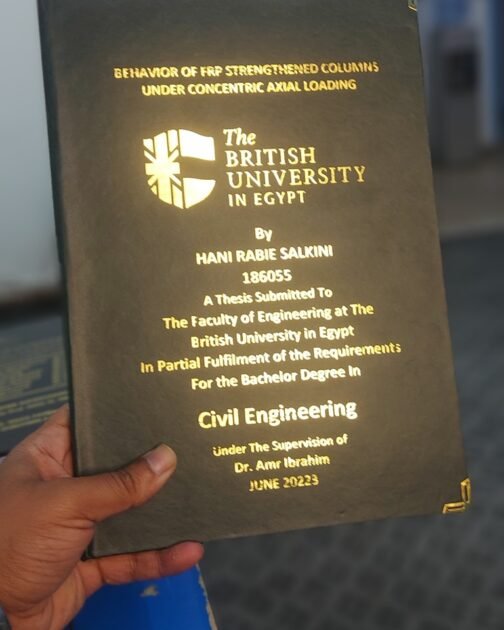 BEHAVIOR OF FRP STRENGTHENED COLUMNS
UNDER CONCENTRIC AXIAL LOADING
The
BRITISH
UNIVERSITY
IN EGYPT
By
HANI RABIE SALKINI
186055
A Thesis Submitted To
The Faculty of Engineering at The
British University in Egypt
In Partial Fulfilment of the Requirements
For the Bachelor Degree In
Civil Engineering
Under The Supervision of
Dr. Amr Ibrahim
JUNE 20223